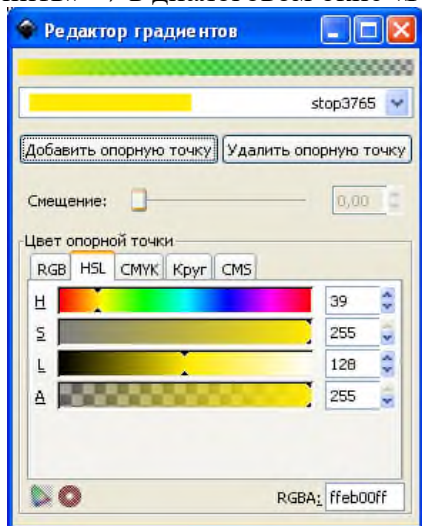 Редактор градиентов
stop3765
Добавить опорную точку Удалить опорную точку
Смещение: 0,00
Цвет опорной точки
RGB HSL CMYK Круг CMS
H 39
S 255
L 128
A 255
RGBA: ffeb00ff